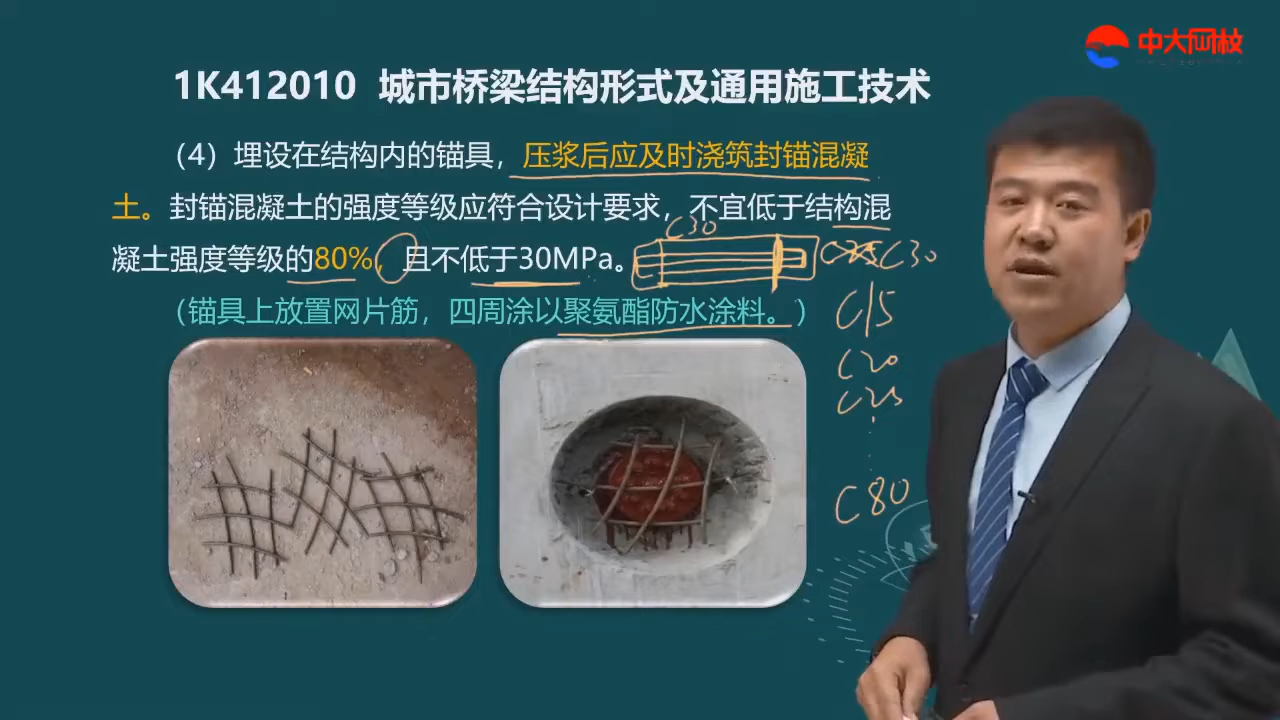 中大网校
1K412010 城市桥梁结构形式及通用施工技术
（4）埋设在结构内的锚具，压浆后应及时浇筑封锚混凝
土。封锚混凝土的强度等级应符合设计要求，不宜低于结构混
凝土强度等级的80%，且不低于30MPa。
（锚具上放置网片筋，四周涂以聚氨酯防水涂料。）
C30
C30
C15
C20
C25
C80